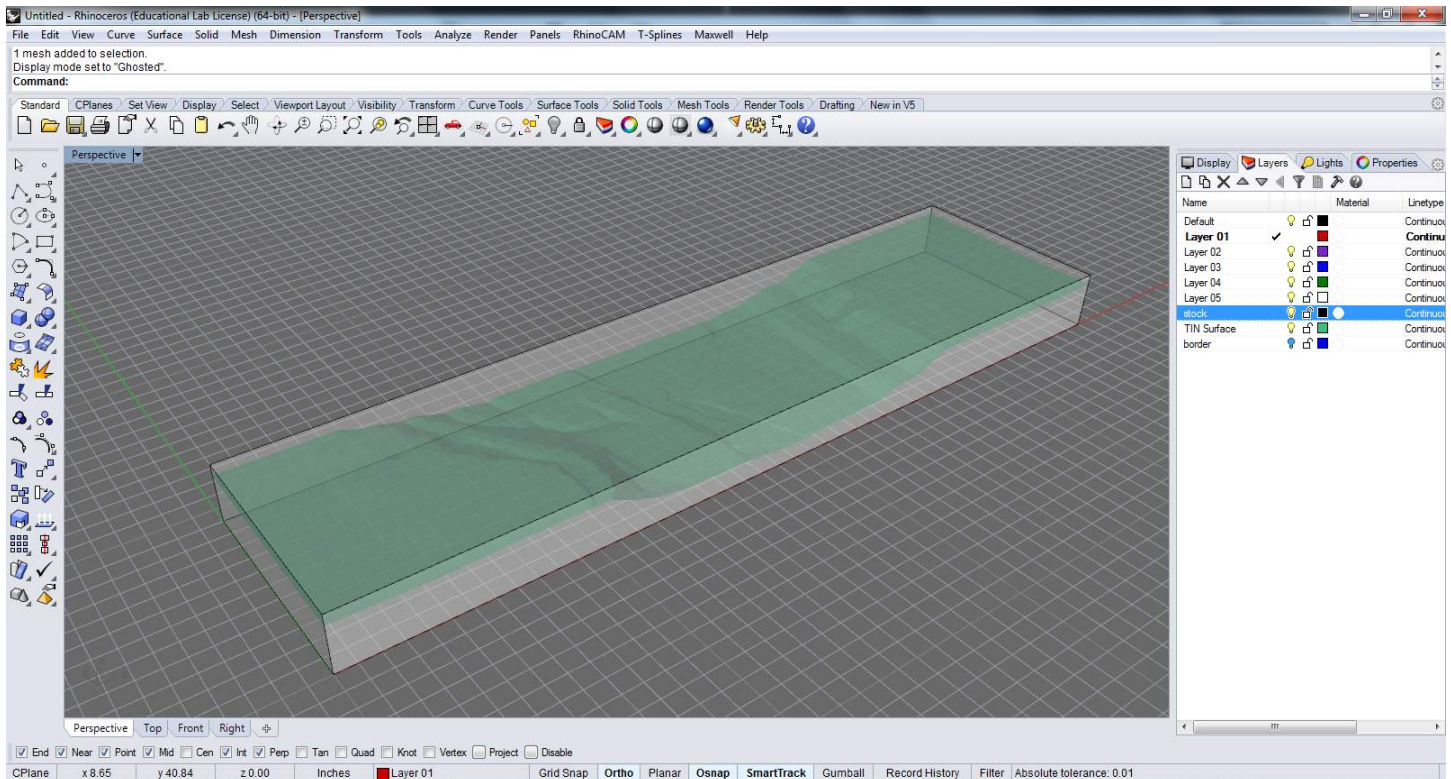 Untitled - Rhinoceros (Educational Lab License) (64-bit) - [Perspective]
File Edit View Curve Surface Solid Mesh Dimension Transform Tools Analyze Render Panels RhinoCAM T-Splines Maxwell Help
1 mesh added to selection.
Display mode set to "Ghosted".
Command:
Standard CPlanes Set View Display Select Viewport Layout Visibility Transform Curve Tools Surface Tools Solid Tools Mesh Tools Render Tools Drafting New in V5
Perspective
Display Layers Lights Properties
Name Material Linetype
Default Continuou
Layer 01 Continu
Layer 02 Continuou
Layer 03 Continuou
Layer 04 Continuou
Layer 05 Continuou
stock Continuou
TIN Surface Continuou
border Continuou
Perspective Top Front Right
End Near Point Mid Cen Int Perp Tan Quad Knot Vertex Project Disable
CPlane x 8.65 y 40.84 z 0.00 Inches Layer 01 Grid Snap Ortho Planar Osnap SmartTrack Gumball Record History Filter Absolute tolerance: 0.01